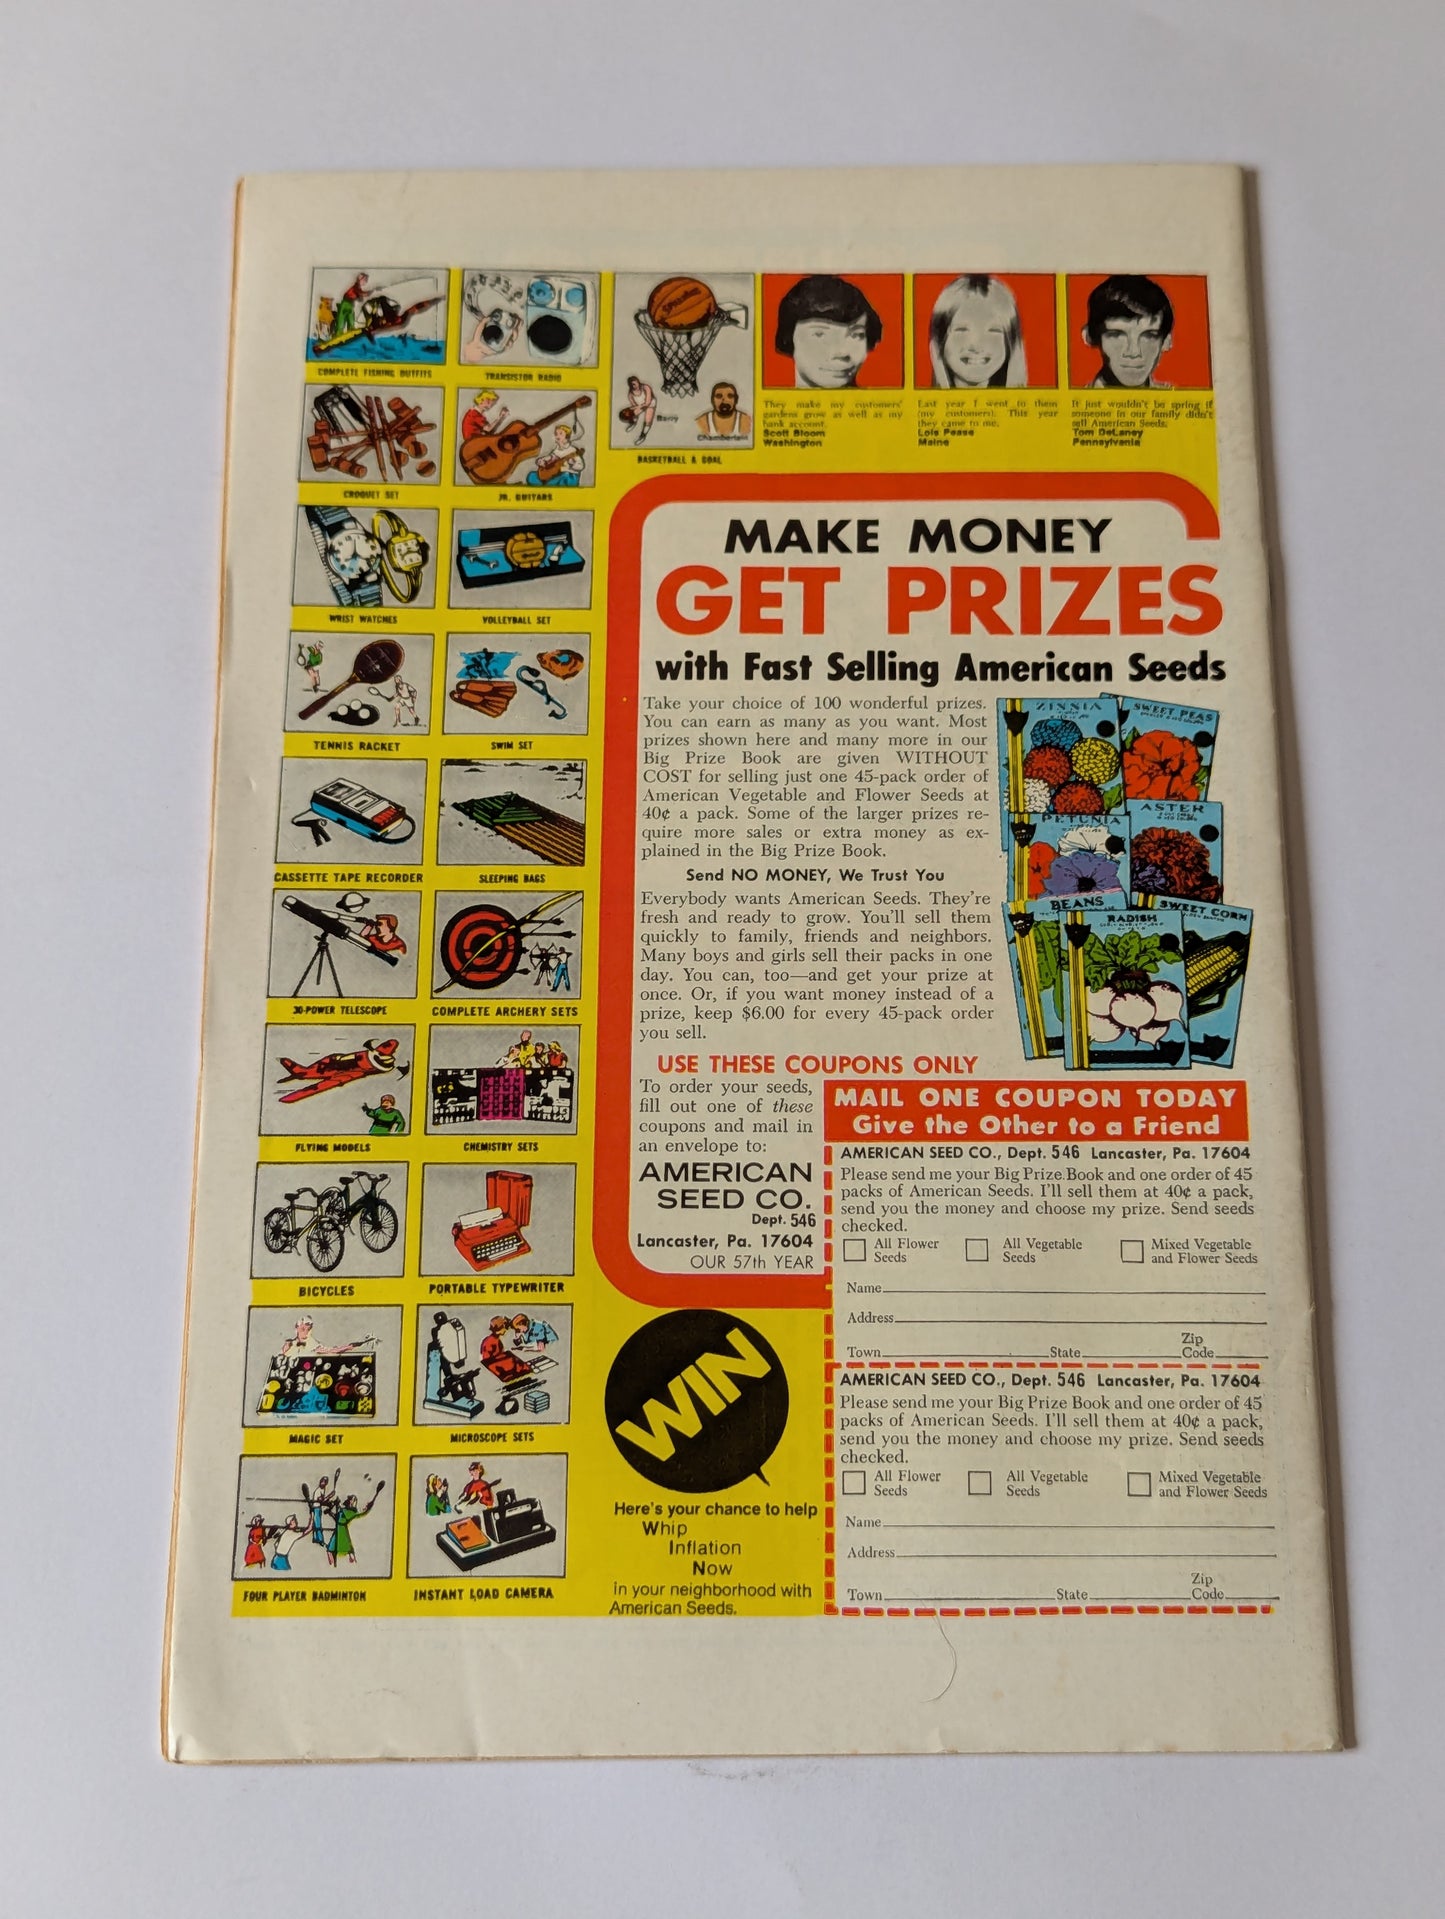 COMPLETE FISHING OUTFITS
TRANSISTOR RADIO
CROQUET SET
JR. GUITARS
WRIST WATCHES
VOLLEYBALL SET
TENNIS RACKET
SWIM SET
CASSETTE TAPE RECORDER
SLEEPING BAGS
30-POWER TELESCOPE
COMPLETE ARCHERY SETS
FLYING MODELS
CHEMISTRY SETS
BICYCLES
PORTABLE TYPEWRITER
MAGIC SET
MICROSCOPE SETS
FOUR PLAYER BADMINTON
INSTANT LOAD CAMERA
Spalding
Barry
Chamberlain
BASKETBALL & GOAL
They make my customers'
gardens grow as well as my
bank account.
Scott Bloom
Washington
Last year I went to them
(my customers). This year
they came to me.
Lois Pease
Maine
It just wouldn't be spring if
someone in our family didn't
sell American Seeds.
Tom DeLaney
Pennsylvania
MAKE MONEY
GET PRIZES
with Fast Selling American Seeds
Take your choice of 100 wonderful prizes.
You can earn as many as you want. Most
prizes shown here and many more in our
Big Prize Book are given WITHOUT
COST for selling just one 45-pack order of
American Vegetable and Flower Seeds at
40¢ a pack. Some of the larger prizes re-
quire more sales or extra money as ex-
plained in the Big Prize Book.
Send NO MONEY, We Trust You
Everybody wants American Seeds. They're
fresh and ready to grow. You'll sell them
quickly to family, friends and neighbors.
Many boys and girls sell their packs in one
day. You can, too—and get your prize at
once. Or, if you want money instead of a
prize, keep $6.00 for every 45-pack order
you sell.
ZINNIA
SWEET PEAS
ASTER
PETUNIA
BEANS
RADISH
SWEET CORN
USE THESE COUPONS ONLY
To order your seeds,
fill out one of these
coupons and mail in
an envelope to:
AMERICAN
SEED CO.
Dept. 546
Lancaster, Pa. 17604
OUR 57th YEAR
WIN
Here's your chance to help
Whip
Inflation
Now
in your neighborhood with
American Seeds.
MAIL ONE COUPON TODAY
Give the Other to a Friend
AMERICAN SEED CO., Dept. 546 Lancaster, Pa. 17604
Please send me your Big Prize Book and one order of 45
packs of American Seeds. I'll sell them at 40¢ a pack,
send you the money and choose my prize. Send seeds
checked.
All Flower Seeds
All Vegetable Seeds
Mixed Vegetable and Flower Seeds
Name
Address
Town State Zip Code
AMERICAN SEED CO., Dept. 546 Lancaster, Pa. 17604
Please send me your Big Prize Book and one order of 45
packs of American Seeds. I'll sell them at 40¢ a pack,
send you the money and choose my prize. Send seeds
checked.
All Flower Seeds
All Vegetable Seeds
Mixed Vegetable and Flower Seeds
Name
Address
Town State Zip Code